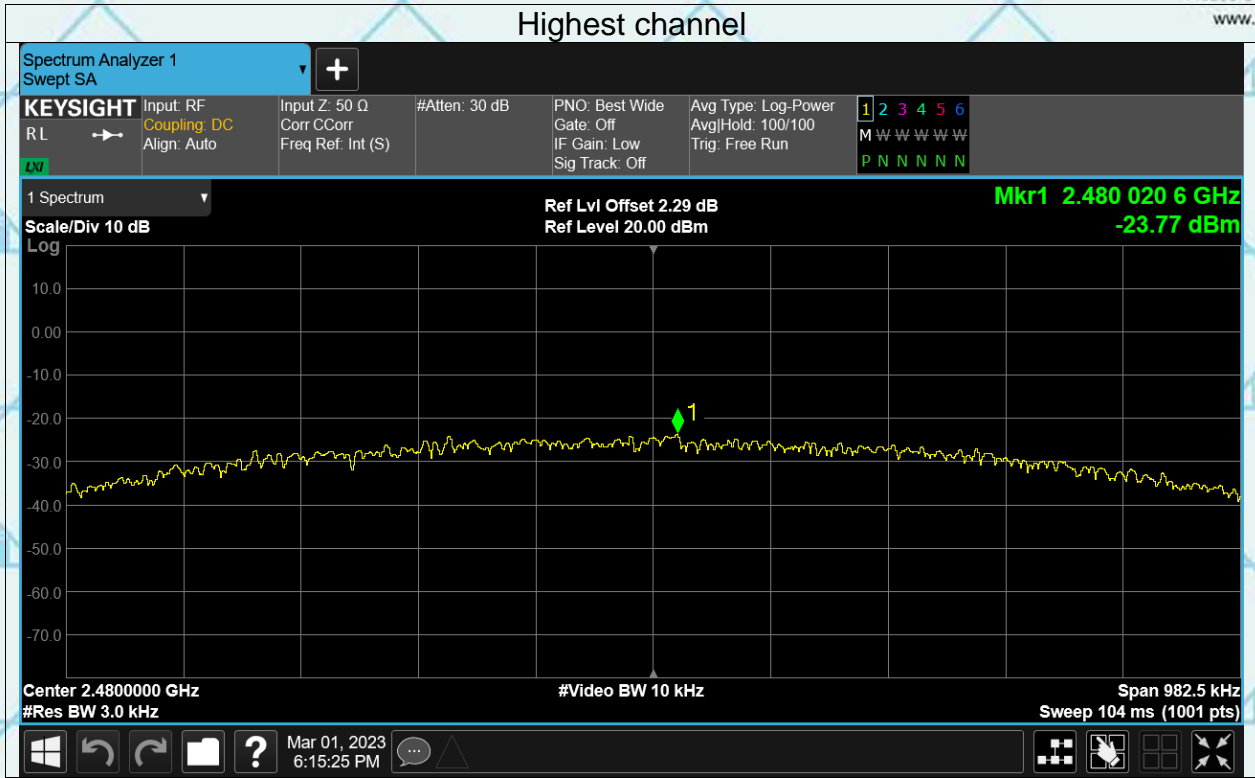 Highest channel
www.
Spectrum Analyzer 1
Swept SA
+
KEYSIGHT
RL
LXI
Input: RF
Coupling: DC
Align: Auto
Input Z: 50 Ω
Corr CCorr
Freq Ref: Int (S)
#Atten: 30 dB
PNO: Best Wide
Gate: Off
IF Gain: Low
Sig Track: Off
Avg Type: Log-Power
Avg|Hold: 100/100
Trig: Free Run
1 2 3 4 5 6
M W W W W W
P N N N N N
1 Spectrum
Scale/Div 10 dB
Ref Lvl Offset 2.29 dB
Ref Level 20.00 dBm
Mkr1 2.480 020 6 GHz
-23.77 dBm
Log
10.0
0.00
-10.0
-20.0
-30.0
-40.0
-50.0
-60.0
-70.0
1
Center 2.4800000 GHz
#Res BW 3.0 kHz
#Video BW 10 kHz
Span 982.5 kHz
Sweep 104 ms (1001 pts)
?
Mar 01, 2023
6:15:25 PM